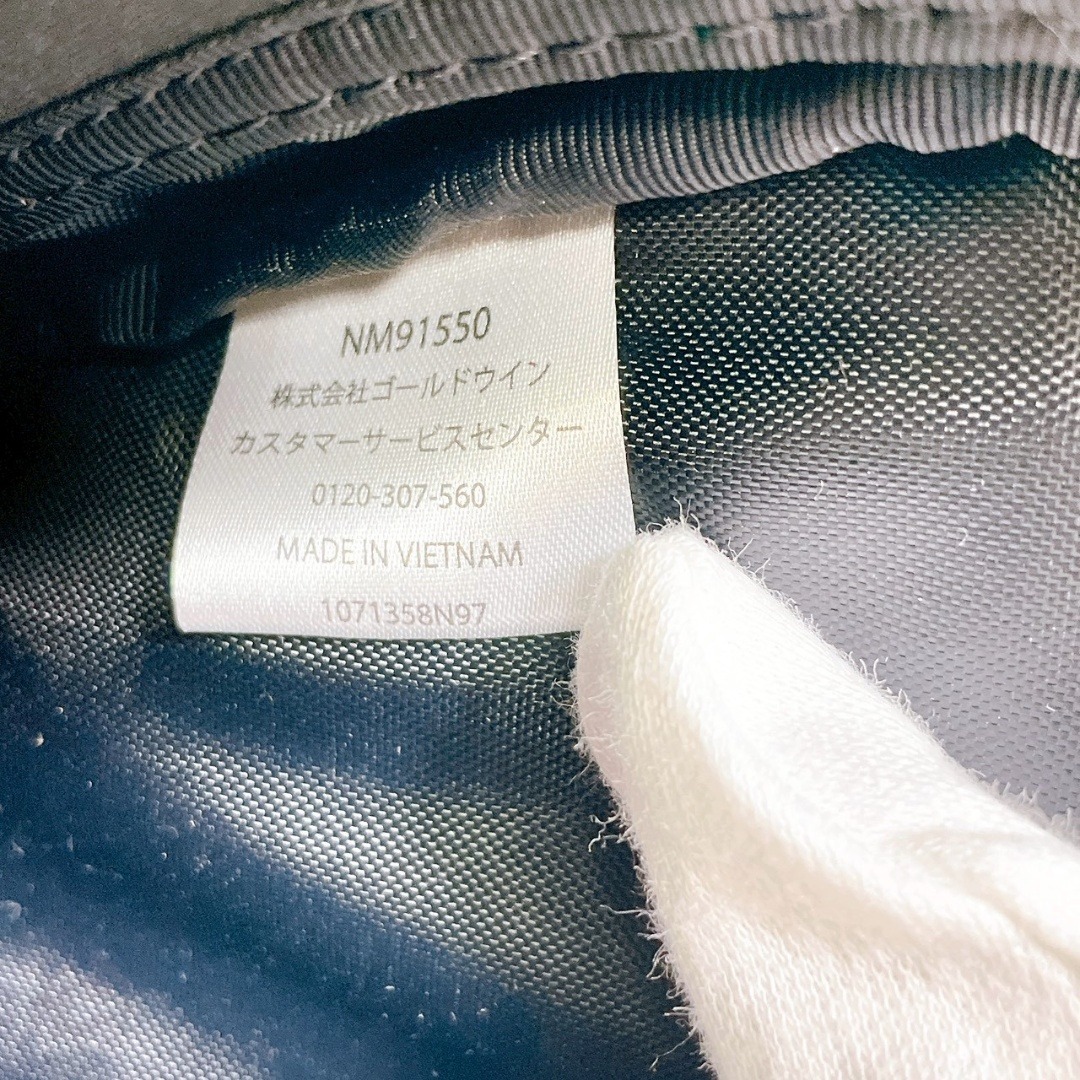 NM91550
株式会社ゴールドウイン
カスタマーサービスセンター
0120-307-560
MADE IN VIETNAM
1071358N97